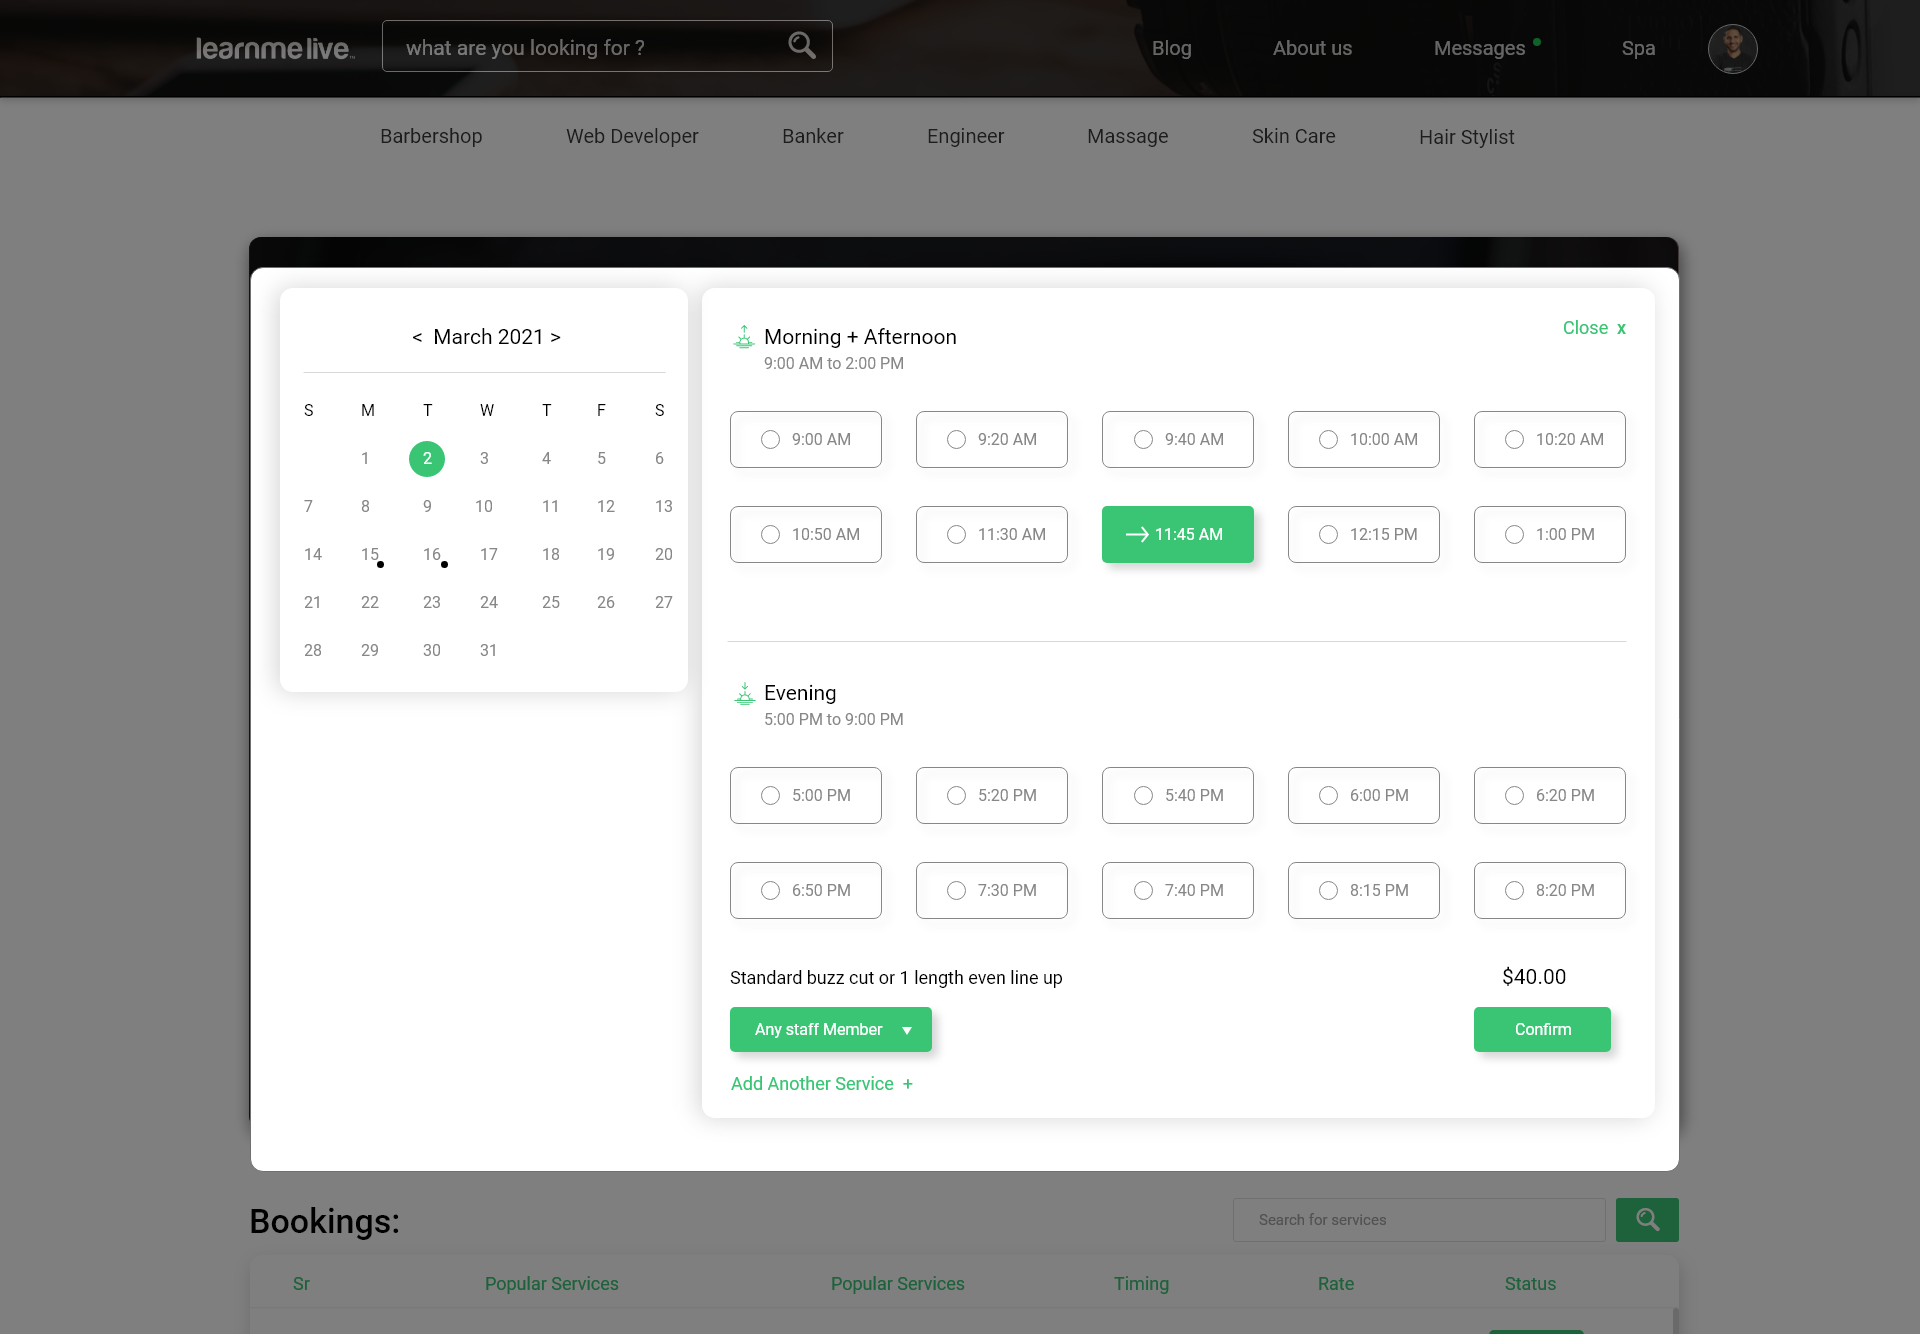 learnme live™
what are you looking for ?
Blog
About us
Messages
Spa
Barbershop
Web Developer
Banker
Engineer
Massage
Skin Care
Hair Stylist
< March 2021 >
S M T W T F S
1 2 3 4 5 6
7 8 9 10 11 12 13
14 15 16 17 18 19 20
21 22 23 24 25 26 27
28 29 30 31
Morning + Afternoon
9:00 AM to 2:00 PM
Close x
9:00 AM
9:20 AM
9:40 AM
10:00 AM
10:20 AM
10:50 AM
11:30 AM
11:45 AM
12:15 PM
1:00 PM
Evening
5:00 PM to 9:00 PM
5:00 PM
5:20 PM
5:40 PM
6:00 PM
6:20 PM
6:50 PM
7:30 PM
7:40 PM
8:15 PM
8:20 PM
Standard buzz cut or 1 length even line up
$40.00
Any staff Member
Confirm
Add Another Service +
Bookings:
Search for services
Sr
Popular Services
Popular Services
Timing
Rate
Status